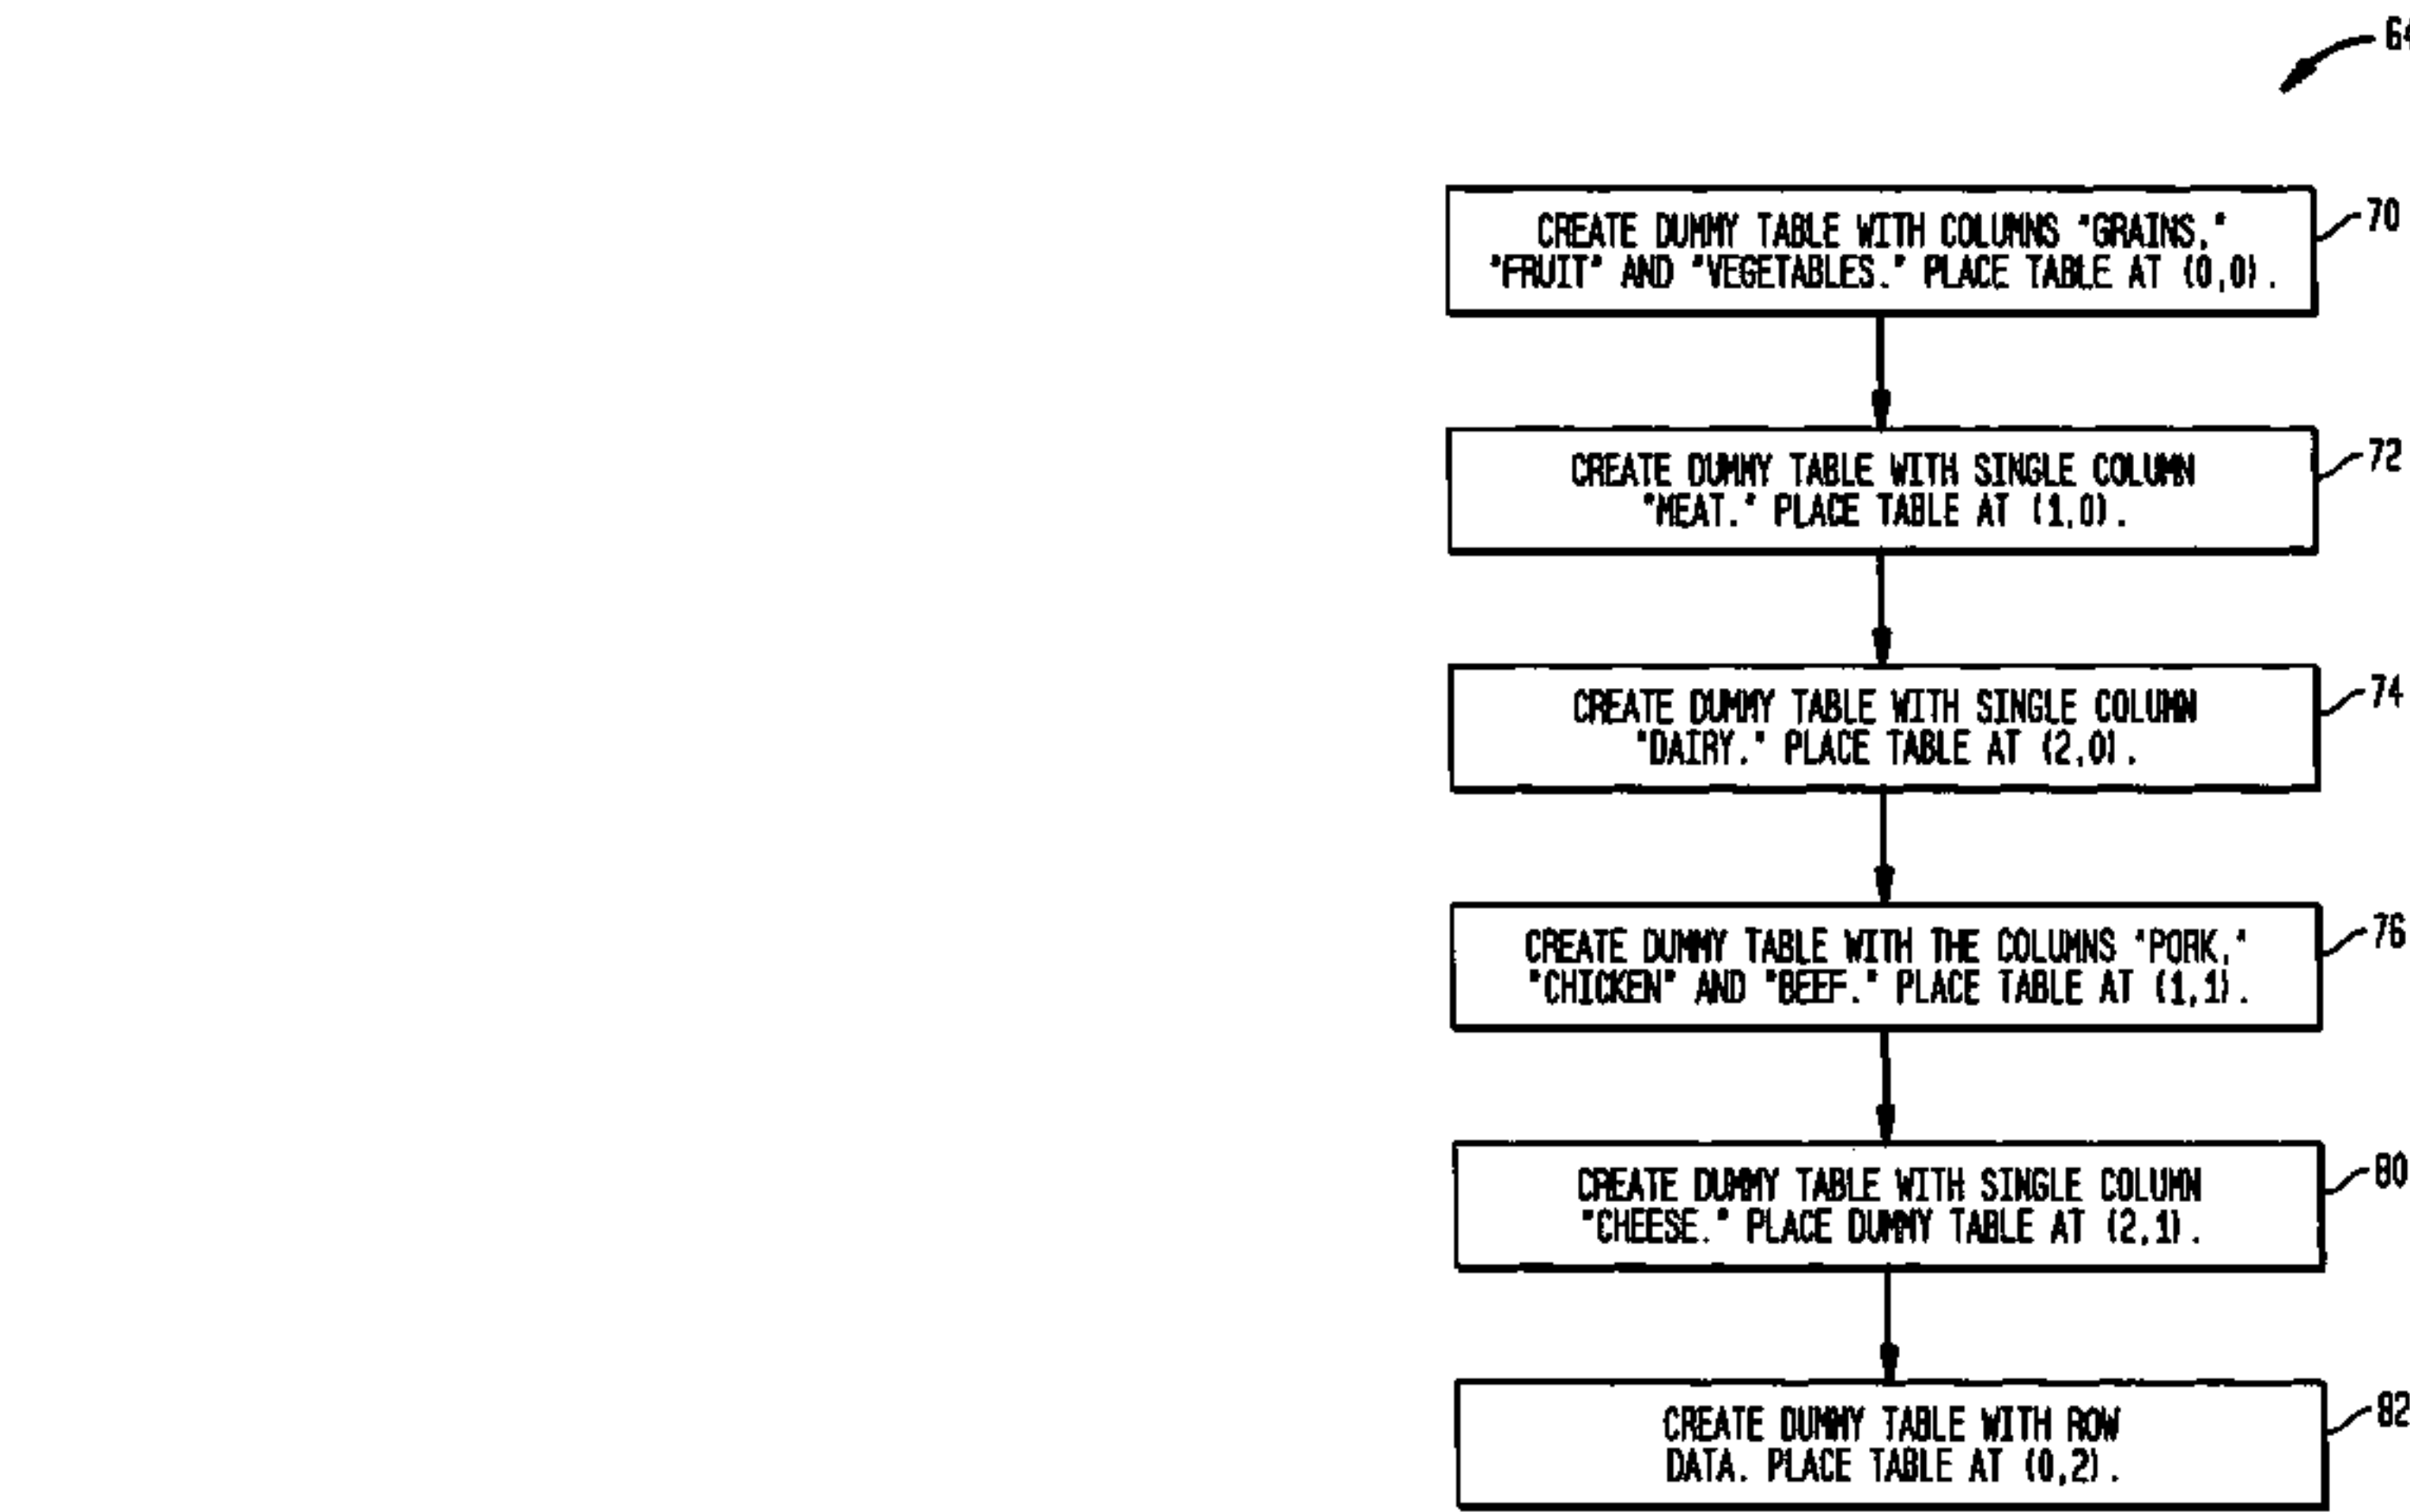 64
CREATE DUMMY TABLE WITH COLUMNS "GRAINS,"
"FRUIT" AND "VEGETABLES." PLACE TABLE AT (0,0).
70
CREATE DUMMY TABLE WITH SINGLE COLUMN
"MEAT." PLACE TABLE AT (1,0).
72
CREATE DUMMY TABLE WITH SINGLE COLUMN
"DAIRY." PLACE TABLE AT (2,0).
74
CREATE DUMMY TABLE WITH THE COLUMNS "PORK,"
"CHICKEN" AND "BEEF." PLACE TABLE AT (1,1).
76
CREATE DUMMY TABLE WITH SINGLE COLUMN
"CHEESE." PLACE DUMMY TABLE AT (2,1).
80
CREATE DUMMY TABLE WITH ROW
DATA. PLACE TABLE AT (0,2).
82